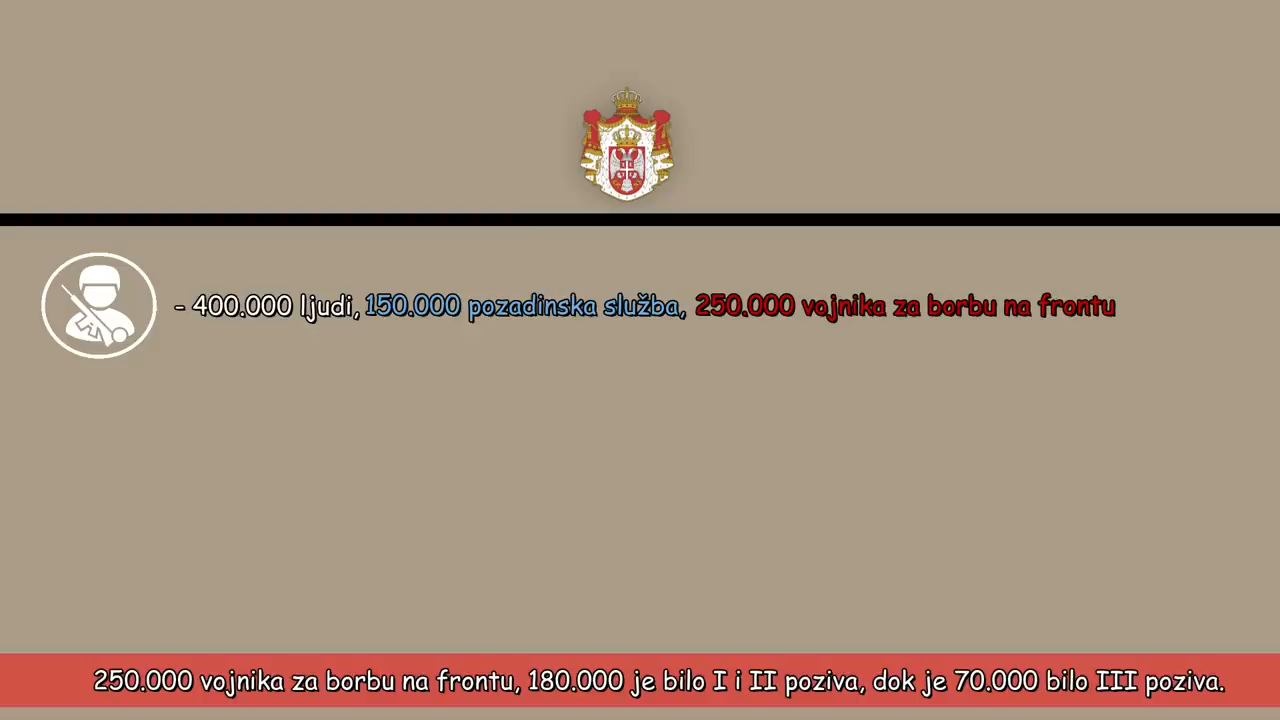 - 400.000 ljudi, 150.000 pozadinska služba, 250.000 vojnika za borbu na frontu
250.000 vojnika za borbu na frontu, 180.000 je bilo I i II poziva, dok je 70.000 bilo III poziva.